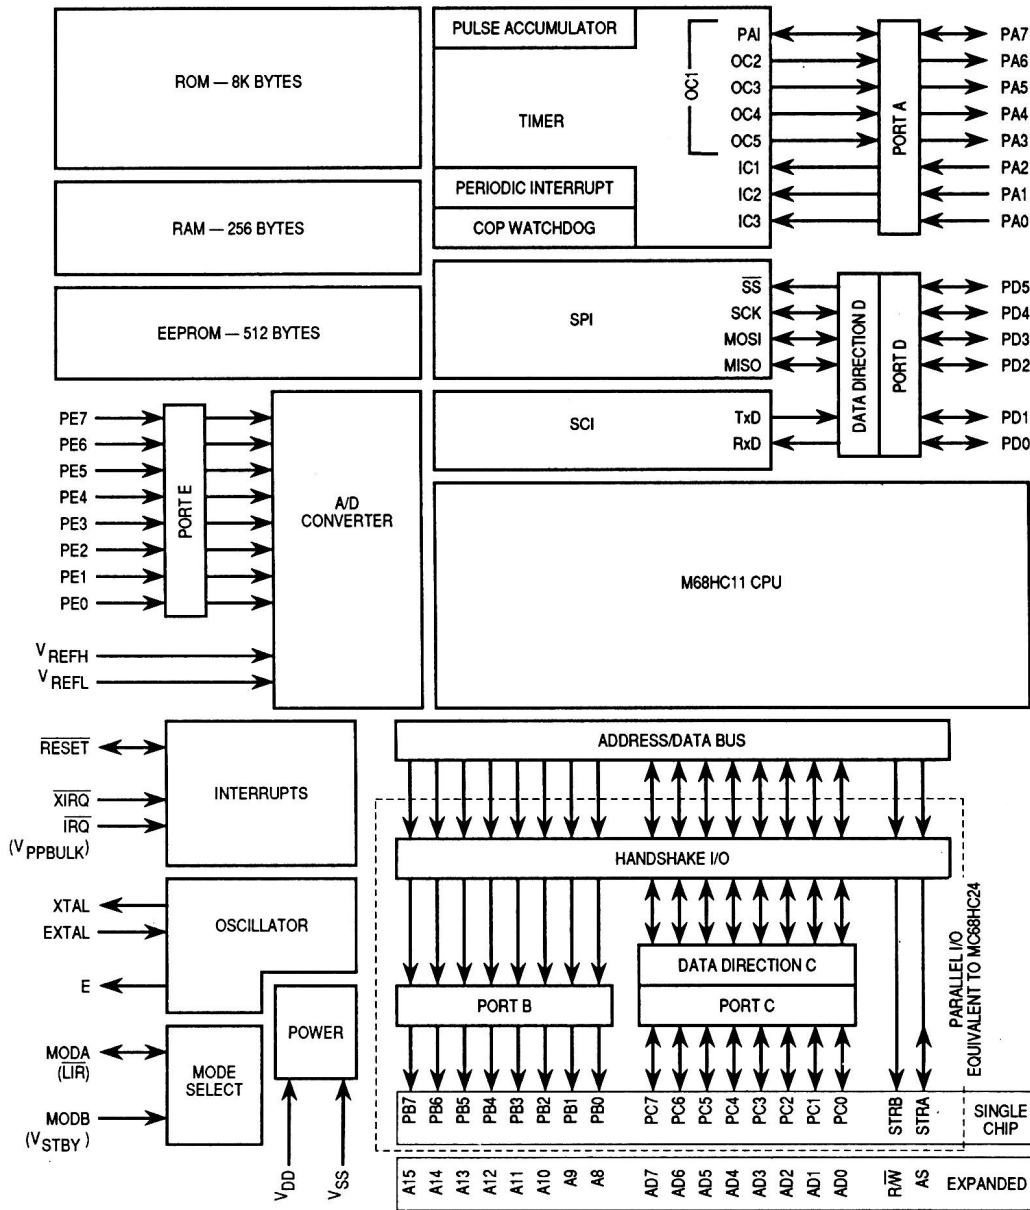 ROM — 8K BYTES
RAM — 256 BYTES
EEPROM — 512 BYTES
PULSE ACCUMULATOR
TIMER
PERIODIC INTERRUPT
COP WATCHDOG
OC1
PAI
OC2
OC3
OC4
OC5
IC1
IC2
IC3
PORT A
PA7
PA6
PA5
PA4
PA3
PA2
PA1
PA0
SPI
SS
SCK
MOSI
MISO
SCI
TxD
RxD
DATA DIRECTION D
PORT D
PD5
PD4
PD3
PD2
PD1
PD0
PE7
PE6
PE5
PE4
PE3
PE2
PE1
PE0
PORT E
A/D
CONVERTER
VREFH
VREFL
M68HC11 CPU
RESET
XIRQ
IRQ
(VPPBULK)
INTERRUPTS
XTAL
EXTAL
E
OSCILLATOR
MODA
(LIR)
MODB
(VSTBY)
MODE
SELECT
POWER
VDD
VSS
ADDRESS/DATA BUS
HANDSHAKE I/O
DATA DIRECTION C
PORT B
PORT C
PARALLEL I/O
EQUIVALENT TO MC68HC24
PB7
PB6
PB5
PB4
PB3
PB2
PB1
PB0
PC7
PC6
PC5
PC4
PC3
PC2
PC1
PC0
STRB
STRA
SINGLE
CHIP
A15
A14
A13
A12
A11
A10
A9
A8
AD7
AD6
AD5
AD4
AD3
AD2
AD1
AD0
R/W
AS
EXPANDED